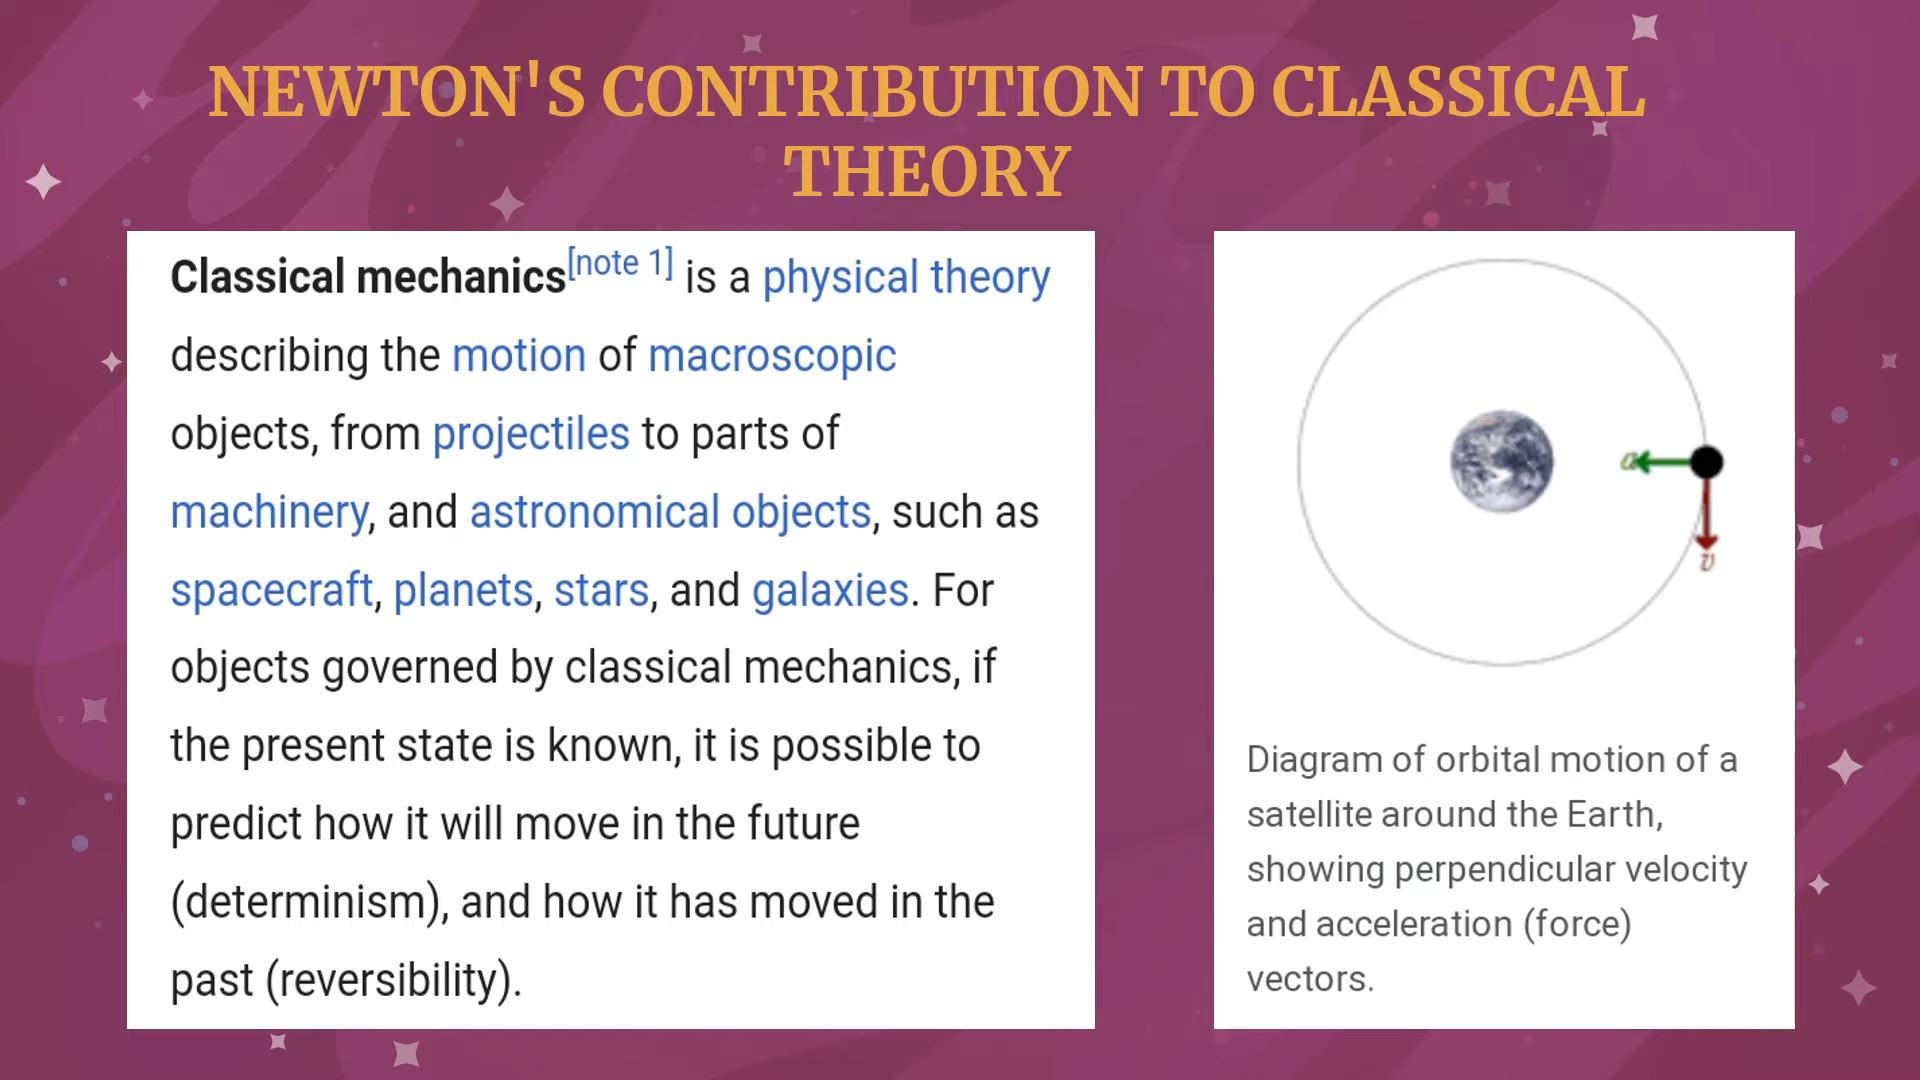 NEWTON'S CONTRIBUTION TO CLASSICAL
THEORY
Classical mechanics[note 1] is a physical theory
describing the motion of macroscopic
objects, from projectiles to parts of
machinery, and astronomical objects, such as
spacecraft, planets, stars, and galaxies. For
objects governed by classical mechanics, if
the present state is known, it is possible to
predict how it will move in the future
(determinism), and how it has moved in the
past (reversibility).
a
v
Diagram of orbital motion of a
satellite around the Earth,
showing perpendicular velocity
and acceleration (force)
vectors.